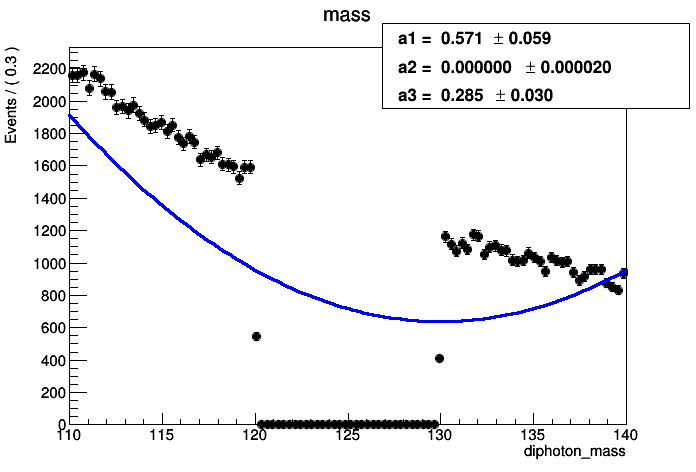 mass
a1 = 0.571 ± 0.059
a2 = 0.000000 ± 0.000020
a3 = 0.285 ± 0.030
Events / ( 0.3 )
2200
2000
1800
1600
1400
1200
1000
800
600
400
200
0
110 115 120 125 130 135 140
diphoton_mass